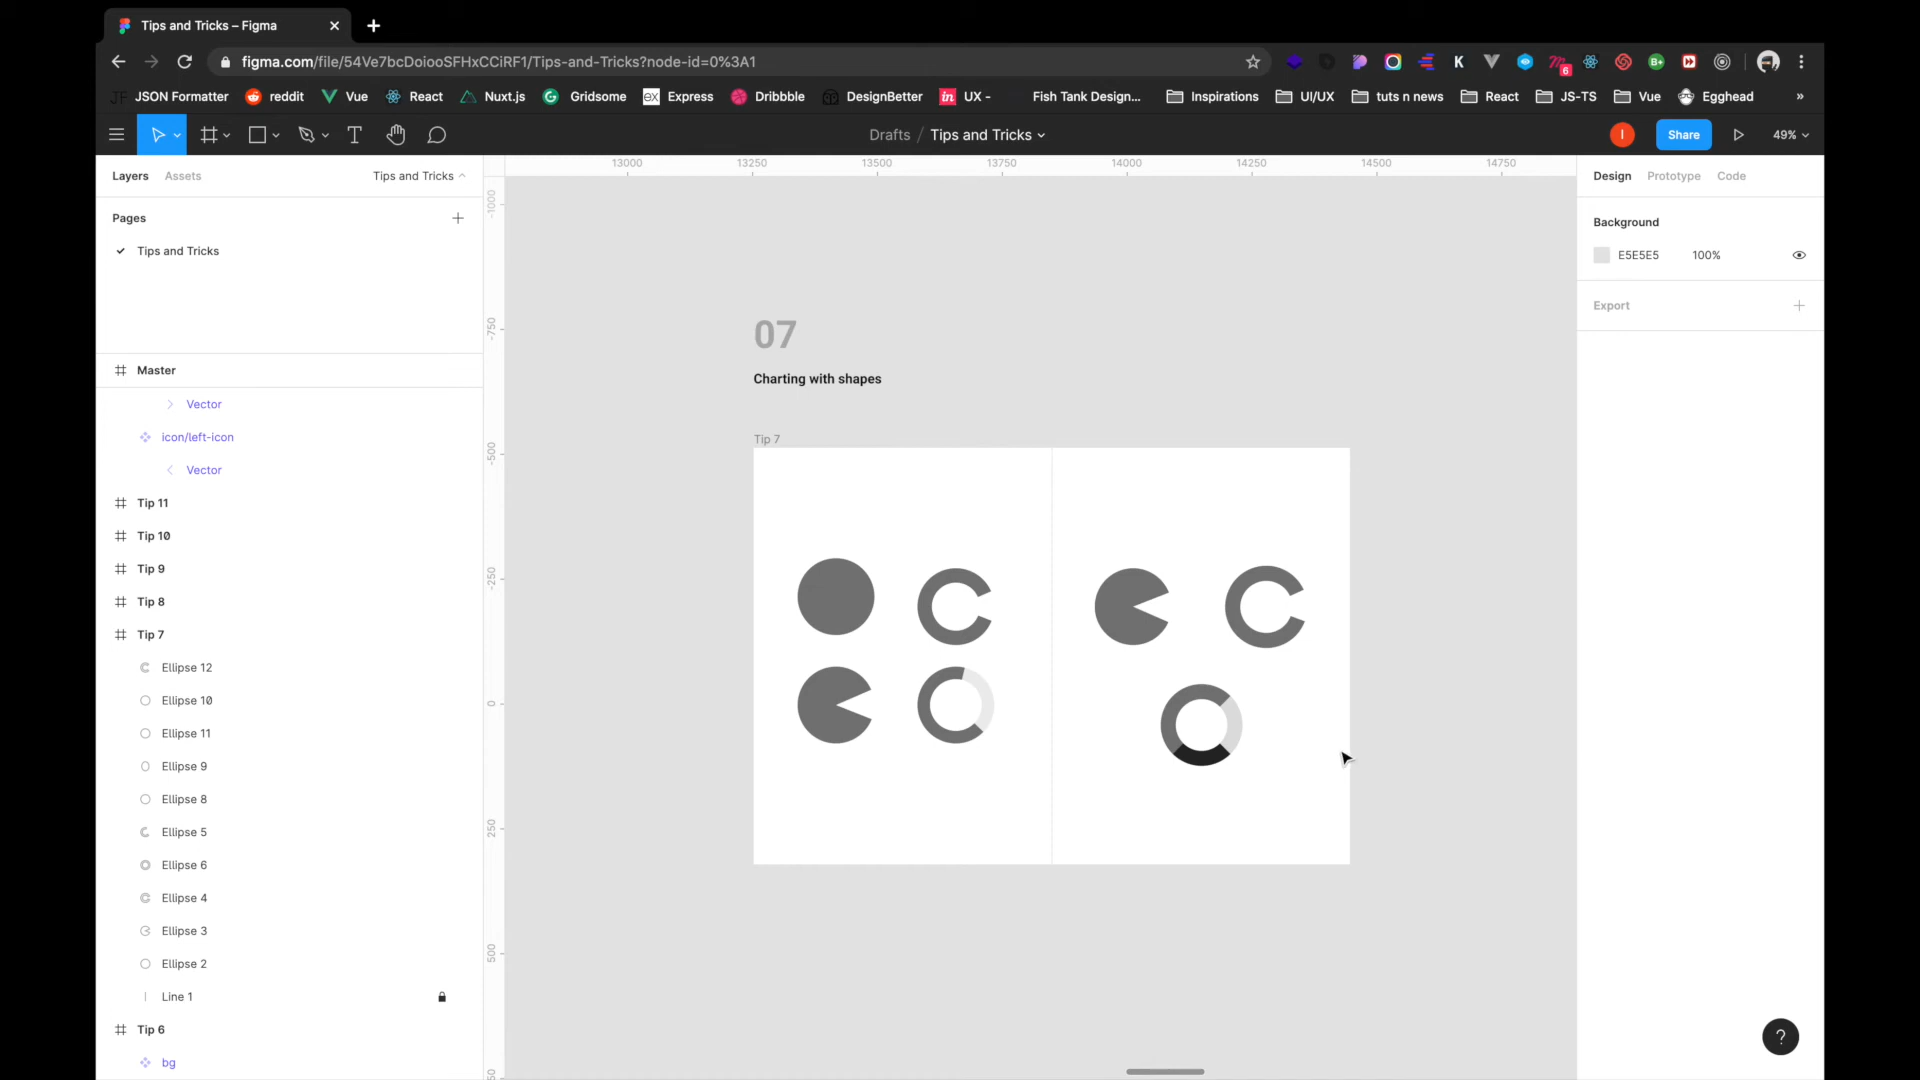 Tips and Tricks – Figma
figma.com/file/54Ve7bcDoiooSFHxCCiRF1/Tips-and-Tricks?node-id=0%3A1
6
B+
JF JSON Formatter reddit Vue React Nuxt.js Gridsome ex Express Dribbble DesignBetter in UX - Fish Tank Design... Inspirations UI/UX tuts n news React JS-TS Vue Egghead »
Drafts / Tips and Tricks
I
Share
49%
Layers Assets Tips and Tricks
Pages
Tips and Tricks
Master
Vector
icon/left-icon
Vector
Tip 11
Tip 10
Tip 9
Tip 8
Tip 7
Ellipse 12
Ellipse 10
Ellipse 11
Ellipse 9
Ellipse 8
Ellipse 5
Ellipse 6
Ellipse 4
Ellipse 3
Ellipse 2
Line 1
Tip 6
bg
13000 13250 13500 13750 14000 14250 14500 14750
-1000
-750
-500
-250
0
250
500
07
Charting with shapes
Tip 7
Design Prototype Code
Background
E5E5E5 100%
Export
?